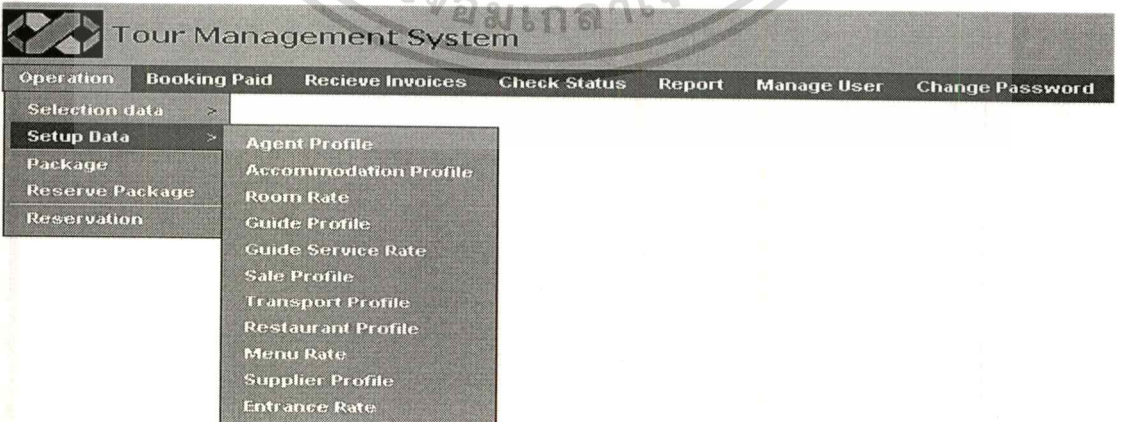 Tour Management System
Operation Booking Paid Recieve Invoices Check Status Report Manage User Change Password
Selection data >
Setup Data >
Package
Reserve Package
Reservation
Agent Profile
Accommodation Profile
Room Rate
Guide Profile
Guide Service Rate
Sale Profile
Transport Profile
Restaurant Profile
Menu Rate
Supplier Profile
Entrance Rate